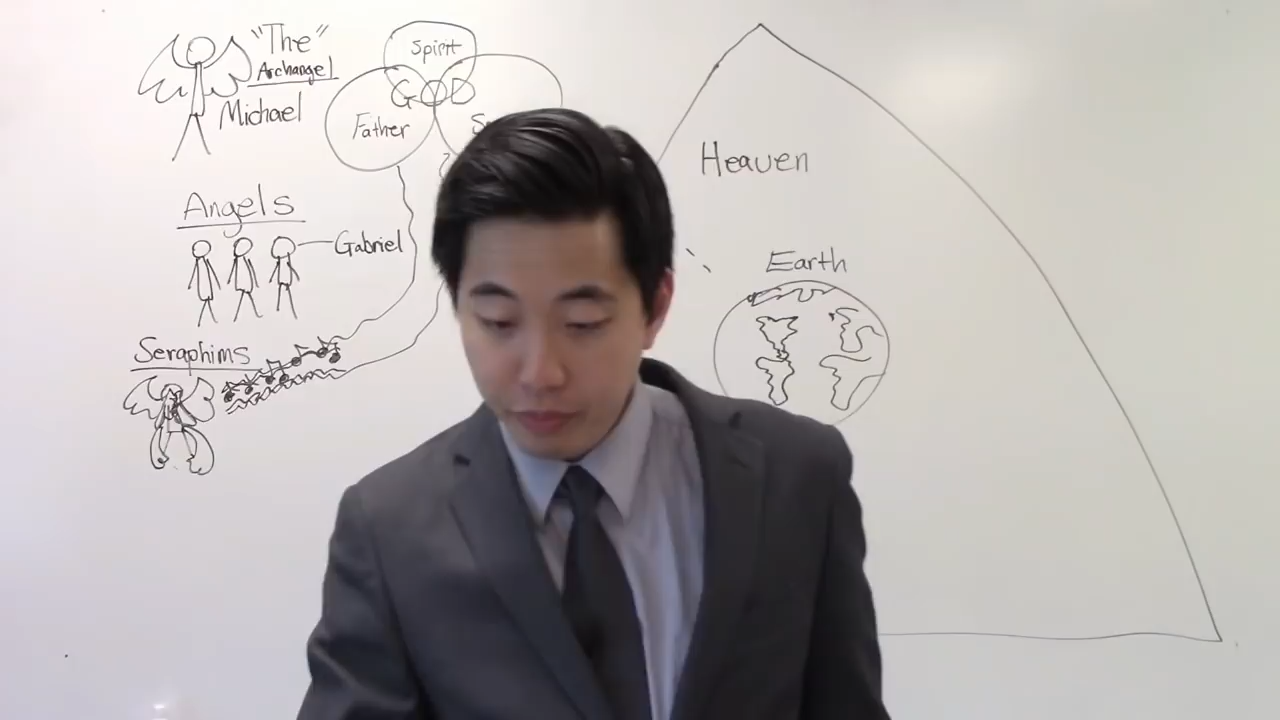 "The"
Archangel
Michael
Spirit
GOD
Father
Heaven
Angels
Gabriel
Earth
Seraphims